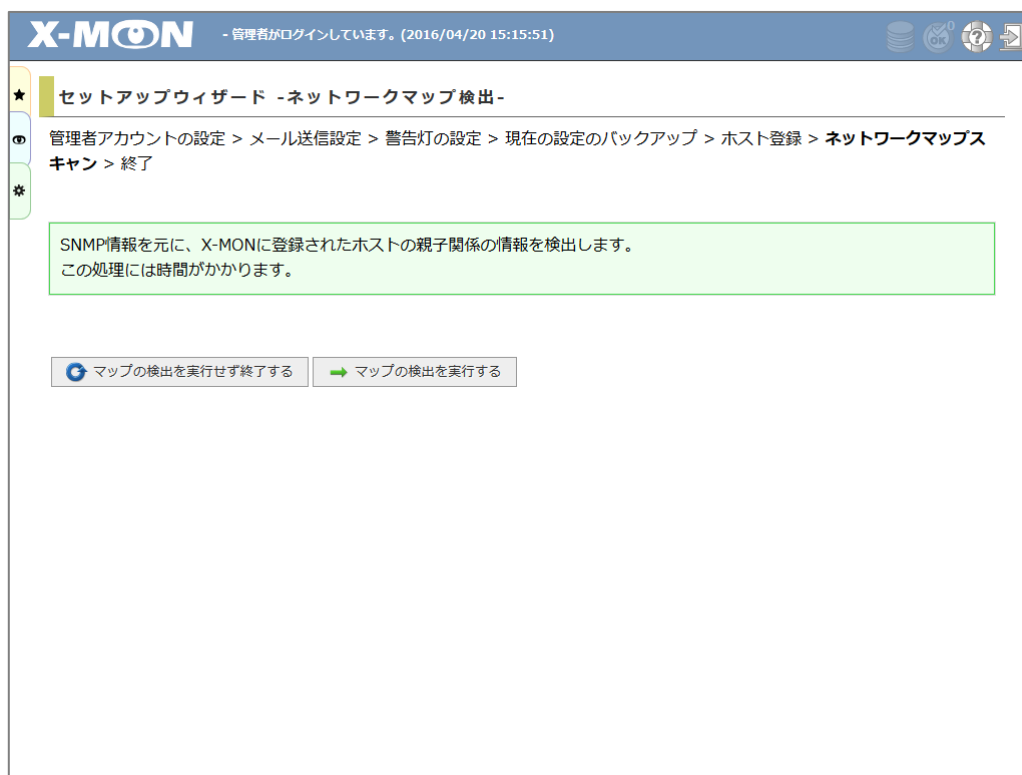 X-MON - 管理者がログインしています。(2016/04/20 15:15:51)
OK 0 ?
セットアップウィザード -ネットワークマップ検出-
管理者アカウントの設定 > メール送信設定 > 警告灯の設定 > 現在の設定のバックアップ > ホスト登録 > ネットワークマップス
キャン > 終了
SNMP情報を元に、X-MONに登録されたホストの親子関係の情報を検出します。
この処理には時間がかかります。
マップの検出を実行せず終了する マップの検出を実行する